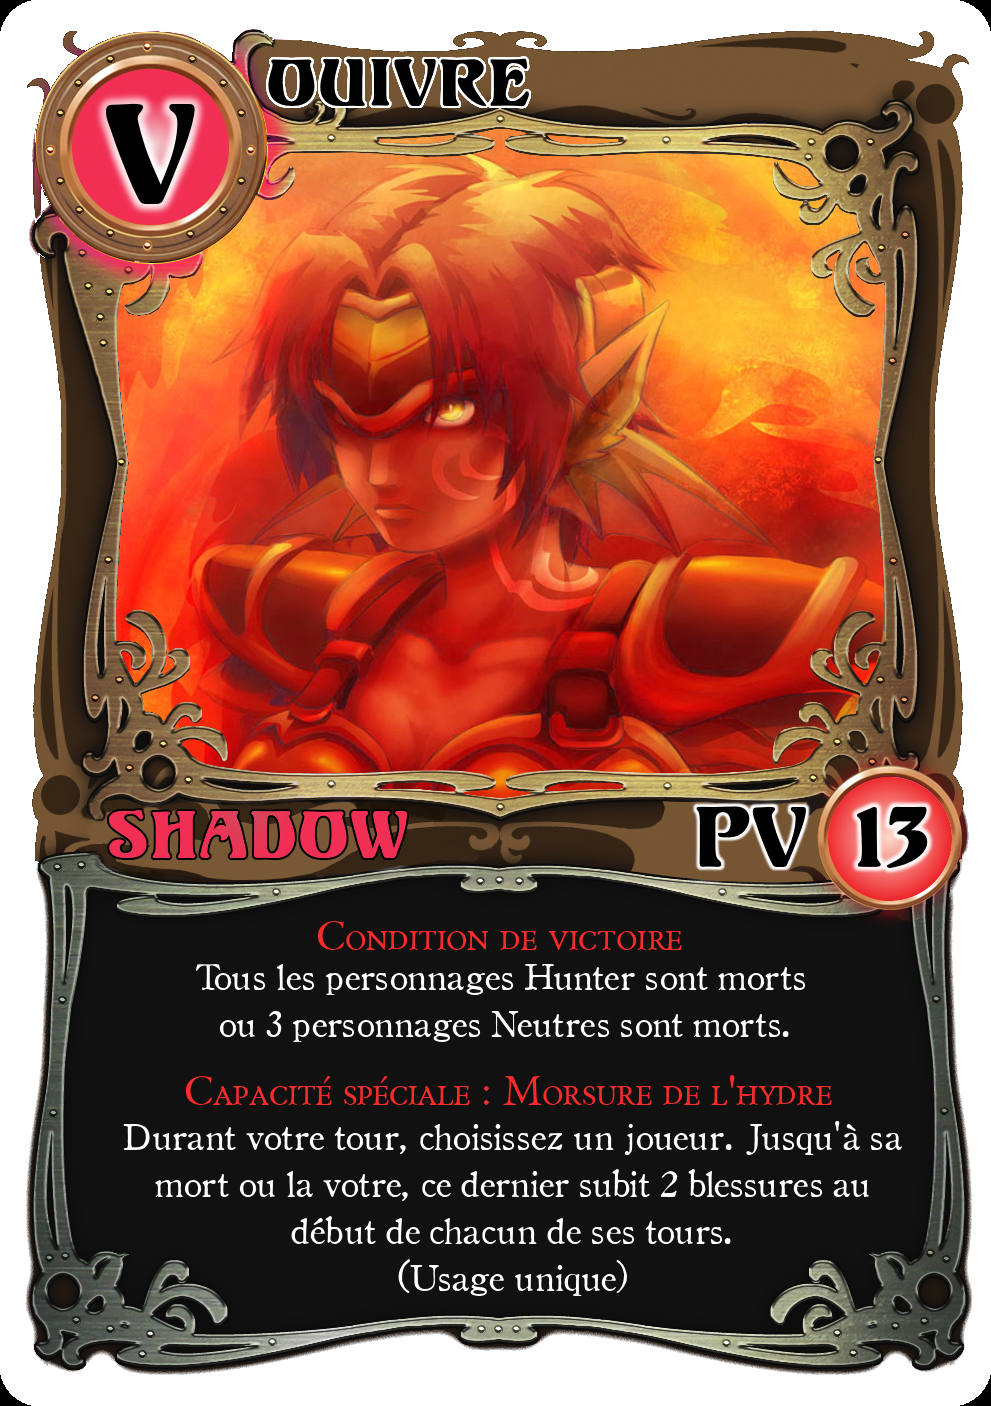 V OUIVRE
SHADOW
PV 13
Condition de victoire
Tous les personnages Hunter sont morts
ou 3 personnages Neutres sont morts.
Capacité spéciale : Morsure de l'hydre
Durant votre tour, choisissez un joueur. Jusqu'à sa
mort ou la votre, ce dernier subit 2 blessures au
début de chacun de ses tours.
(Usage unique)